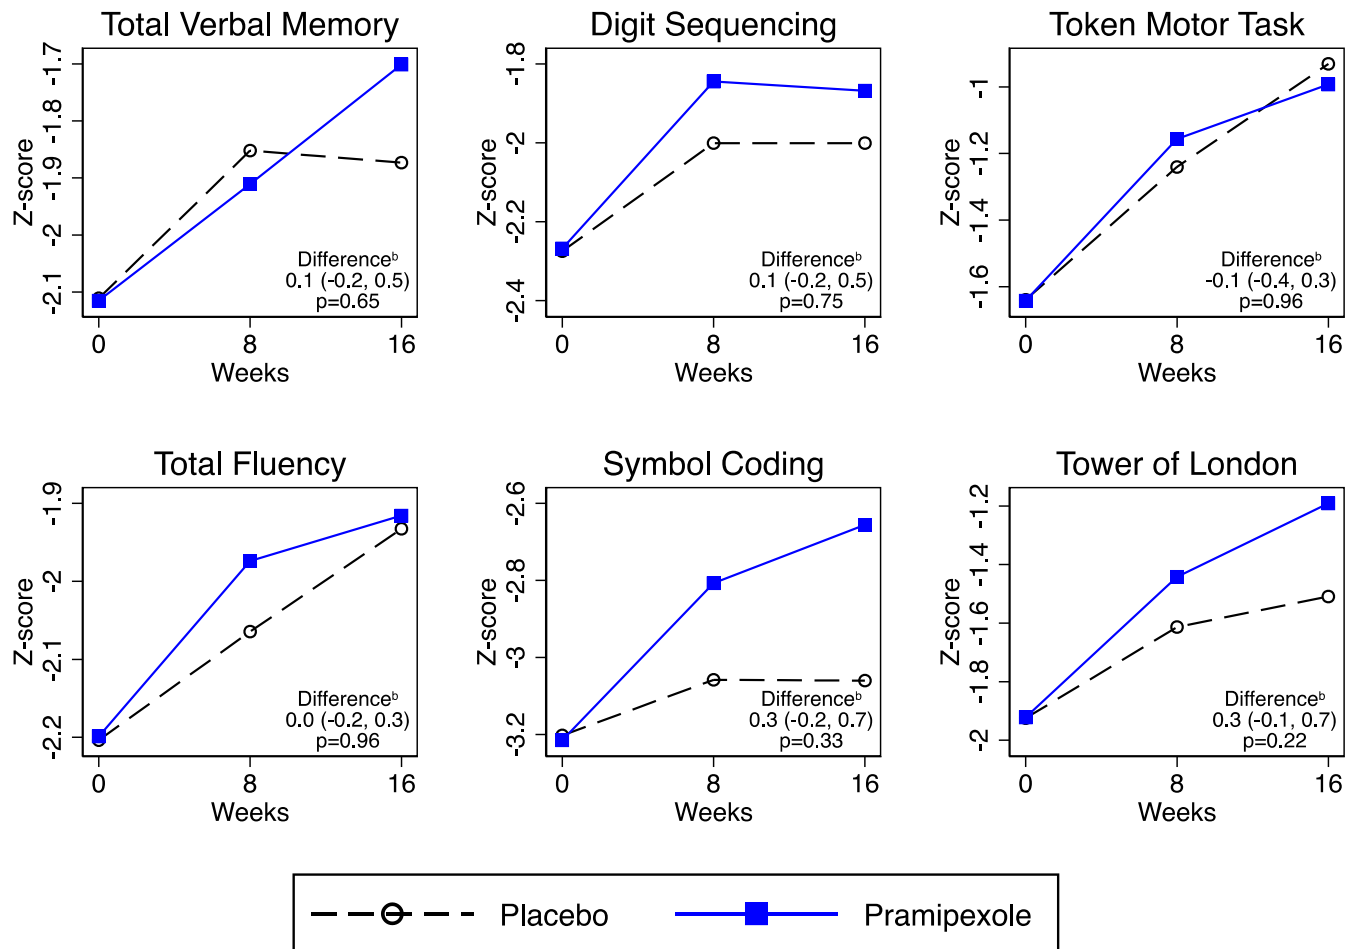 Total Verbal Memory
Z-score
-1.7
-1.8
-1.9
-2
-2.1
Difference^b
0.1 (-0.2, 0.5)
p=0.65
0
8
16
Weeks
Digit Sequencing
Z-score
-1.8
-2
-2.2
-2.4
Difference^b
0.1 (-0.2, 0.5)
p=0.75
0
8
16
Weeks
Token Motor Task
Z-score
-1
-1.2
-1.4
-1.6
Difference^b
-0.1 (-0.4, 0.3)
p=0.96
0
8
16
Weeks
Total Fluency
Z-score
-1.9
-2
-2.1
-2.2
Difference^b
0.0 (-0.2, 0.3)
p=0.96
0
8
16
Weeks
Symbol Coding
Z-score
-2.6
-2.8
-3
-3.2
Difference^b
0.3 (-0.2, 0.7)
p=0.33
0
8
16
Weeks
Tower of London
Z-score
-1.2
-1.4
-1.6
-1.8
-2
Difference^b
0.3 (-0.1, 0.7)
p=0.22
0
8
16
Weeks
Placebo
Pramipexole